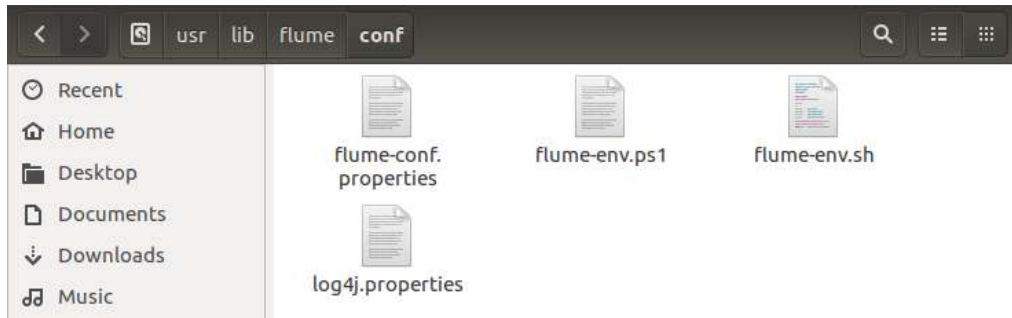 usr lib flume conf
Recent
Home
Desktop
Documents
Downloads
Music
flume-conf.
properties
flume-env.ps1
flume-env.sh
log4j.properties